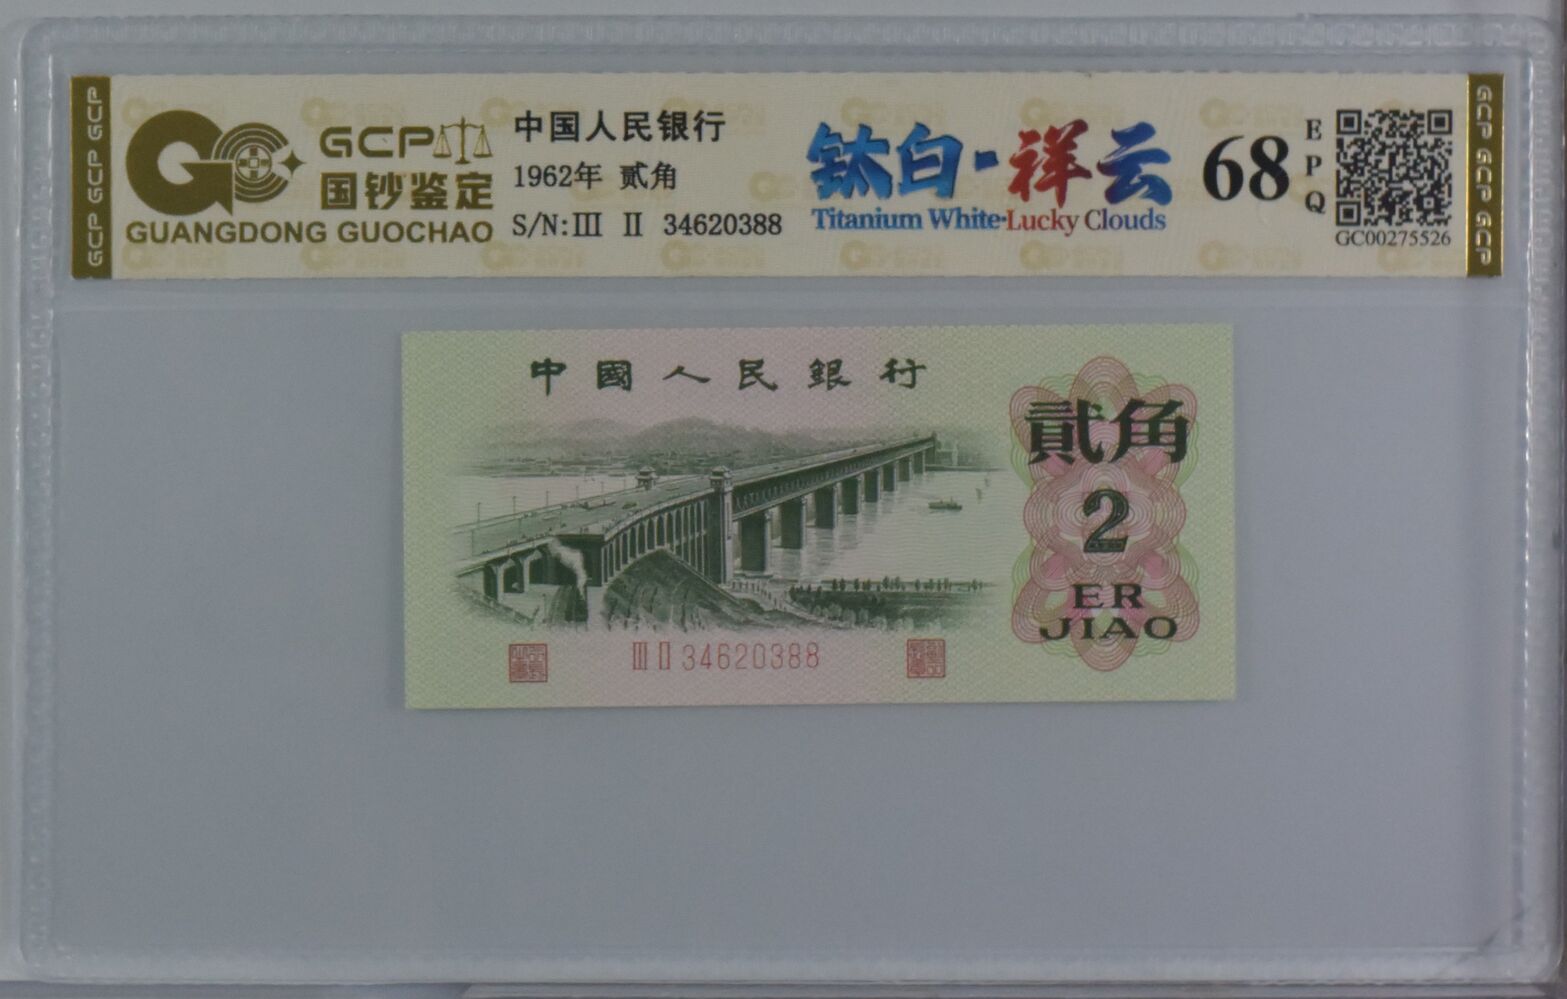 GCP GCP GCP
GCP
国钞鉴定
GUANGDONG GUOCHAO
中国人民银行
1962年 贰角
S/N:III II 34620388
钛白·祥云
Titanium White·Lucky Clouds
68
EPQ
GC00275526
GCP GCP GCP
中國人民銀行
貳角
2
ER
JIAO
III II 34620388